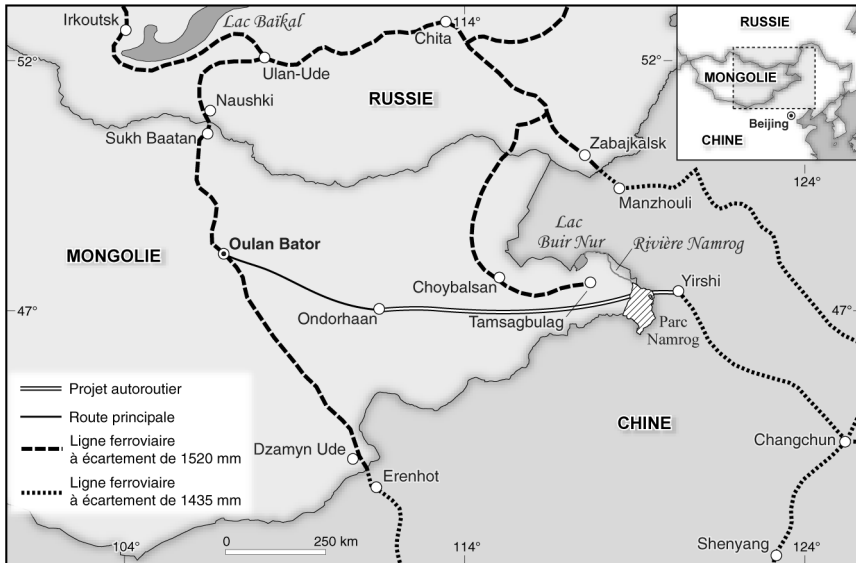 Irkoutsk
Lac Baïkal
114°
Chita
52°
Ulan-Ude
RUSSIE
Naushki
Sukh Baatan
Zabajkalsk
Manzhouli
RUSSIE
MONGOLIE
Beijing
CHINE
124°
52°
MONGOLIE
Oulan Bator
Lac
Buir Nur
Rivière Namrog
Choybalsan
Yirshi
47°
Ondorhaan
Tamsagbulag
Parc
Namrog
47°
Projet autoroutier
Route principale
Ligne ferroviaire
à écartement de 1520 mm
Ligne ferroviaire
à écartement de 1435 mm
CHINE
Changchun
Dzamyn Ude
Erenhot
Shenyang
104°
0
250 km
114°
124°